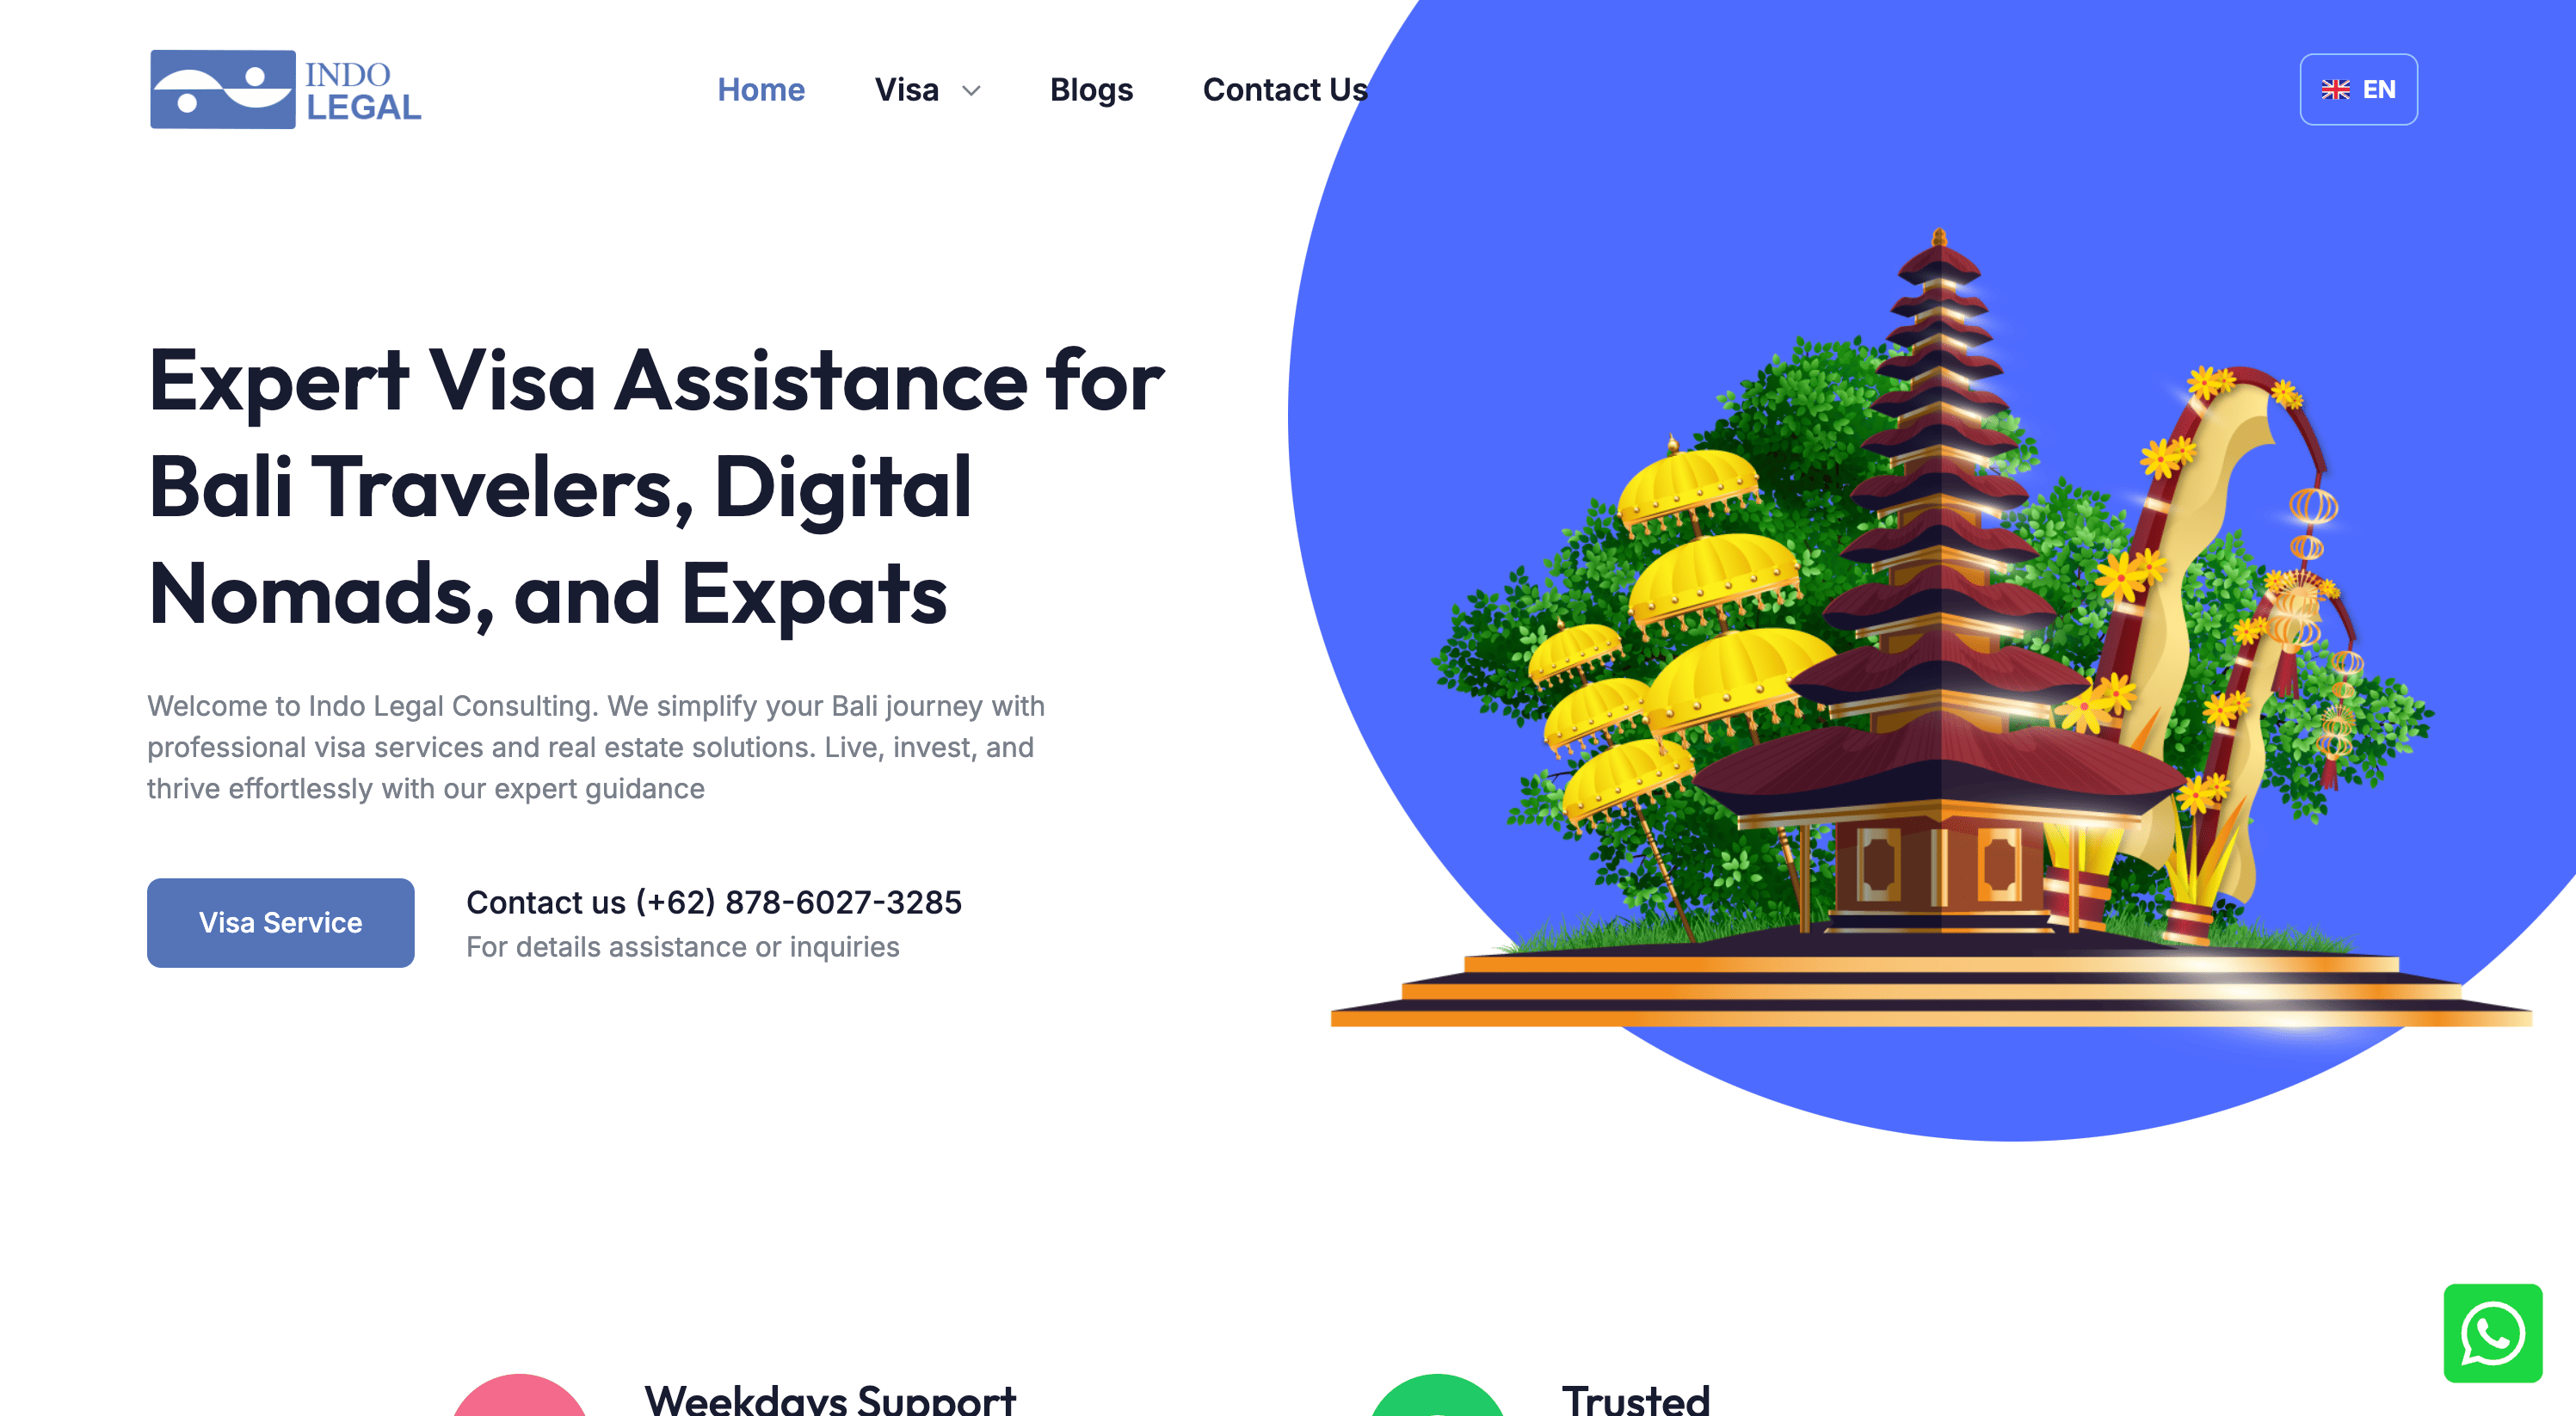 INDO
LEGAL
Home
Visa
Blogs
Contact Us
EN
Expert Visa Assistance for
Bali Travelers, Digital
Nomads, and Expats
Welcome to Indo Legal Consulting. We simplify your Bali journey with
professional visa services and real estate solutions. Live, invest, and
thrive effortlessly with our expert guidance
Visa Service
Contact us (+62) 878-6027-3285
For details assistance or inquiries
Weekdays Support
Trusted